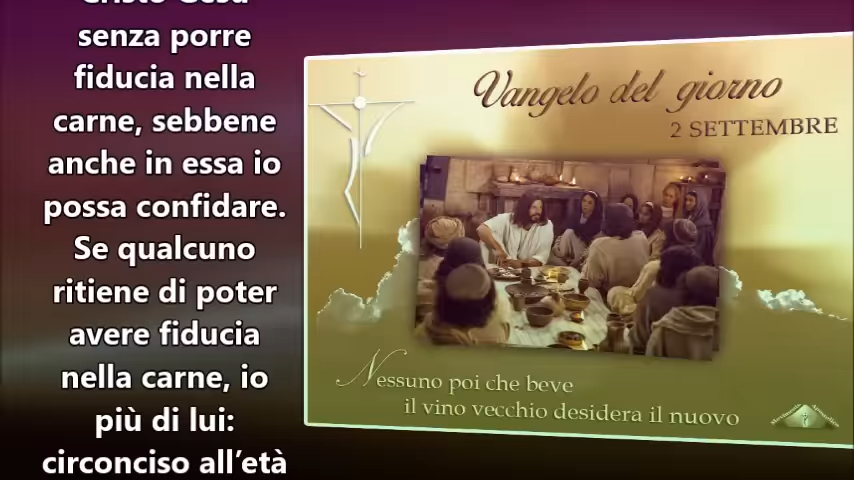 Cristo Gesù
senza porre
fiducia nella
carne, sebbene
anche in essa io
possa confidare.
Se qualcuno
ritiene di poter
avere fiducia
nella carne, io
più di lui:
circonciso all’età
Vangelo del giorno
2 SETTEMBRE
Nessuno poi che beve
il vino vecchio desidera il nuovo